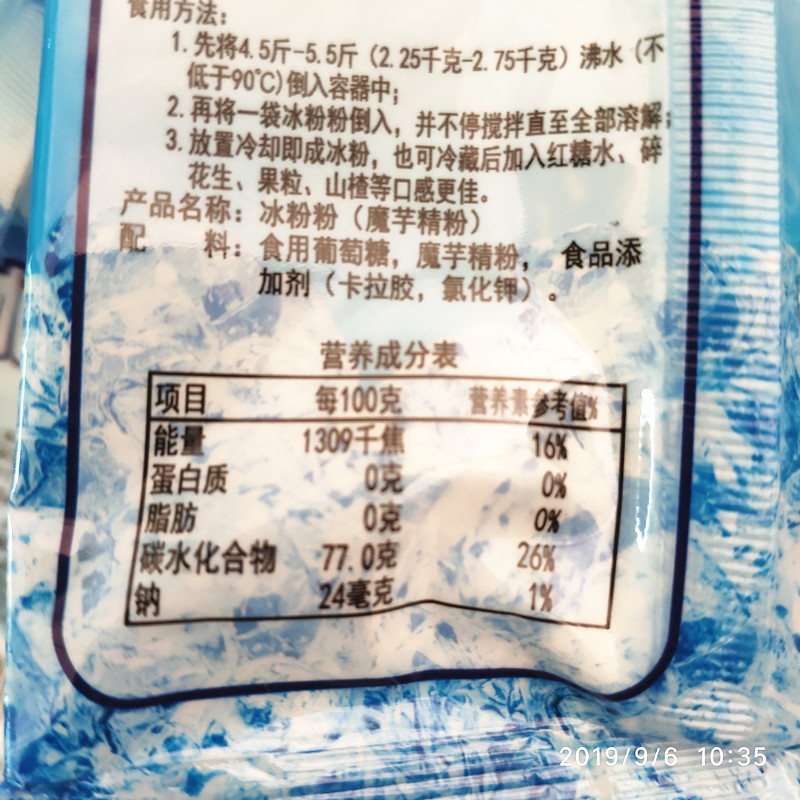 食用方法：
1. 先将4.5斤-5.5斤（2.25千克-2.75千克）沸水（不
低于90℃）倒入容器中；
2. 再将一袋冰粉粉倒入，并不停搅拌直至全部溶解；
3. 放置冷却即成冰粉，也可冷藏后加入红糖水、碎
花生、果粒、山楂等口感更佳。
产品名称：冰粉粉（魔芋精粉）
配 料：食用葡萄糖，魔芋精粉，食品添
加剂（卡拉胶，氯化钾）。
营养成分表
项目 每100克 营养素参考值%
能量 1309千焦 16%
蛋白质 0克 0%
脂肪 0克 0%
碳水化合物 77.0克 26%
钠 24毫克 1%
2019/9/6 10:35